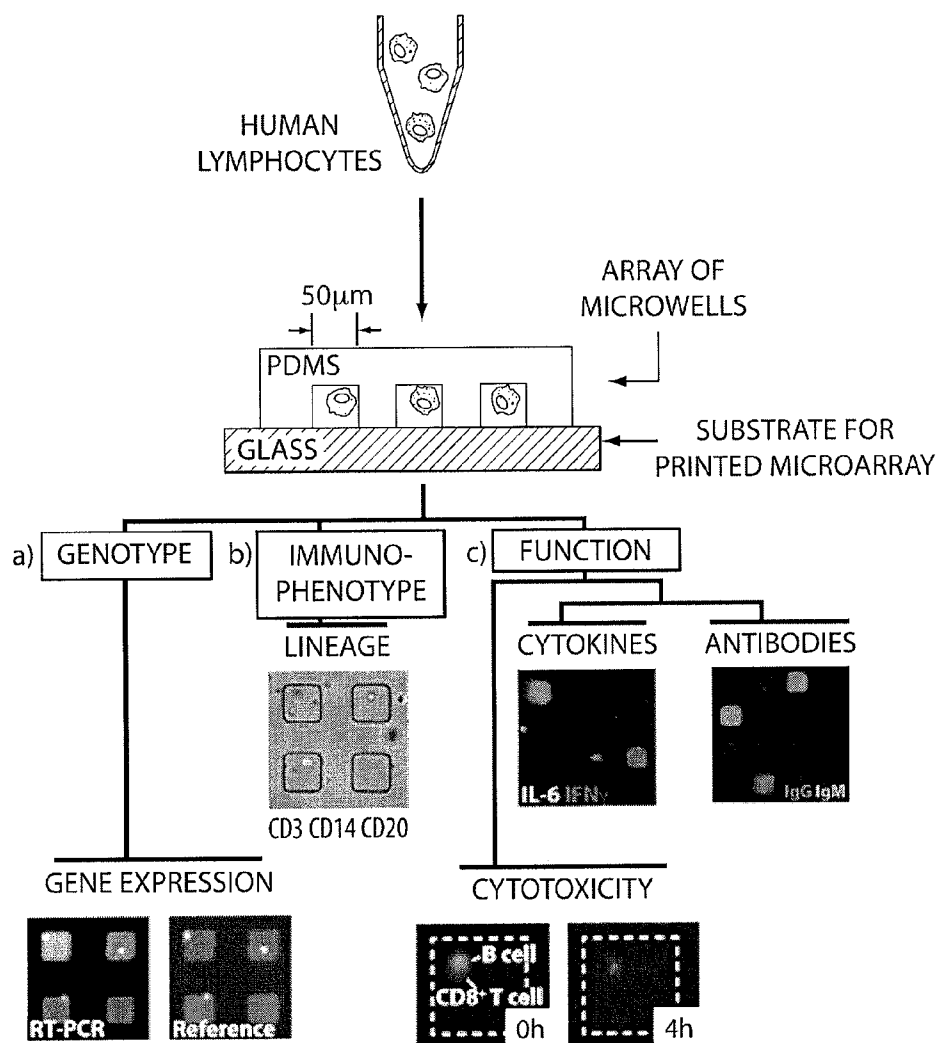 HUMAN
LYMPHOCYTES
ARRAY OF
MICROWELLS
50μm
PDMS
GLASS
SUBSTRATE FOR
PRINTED MICROARRAY
a) GENOTYPE
b) IMMUNO-
PHENOTYPE
c) FUNCTION
LINEAGE
CYTOKINES
ANTIBODIES
IL-6 IFNγ
IgG IgM
CD3 CD14 CD20
GENE EXPRESSION
CYTOTOXICITY
RT-PCR
Reference
B cell
CD8+ T cell
0h
4h